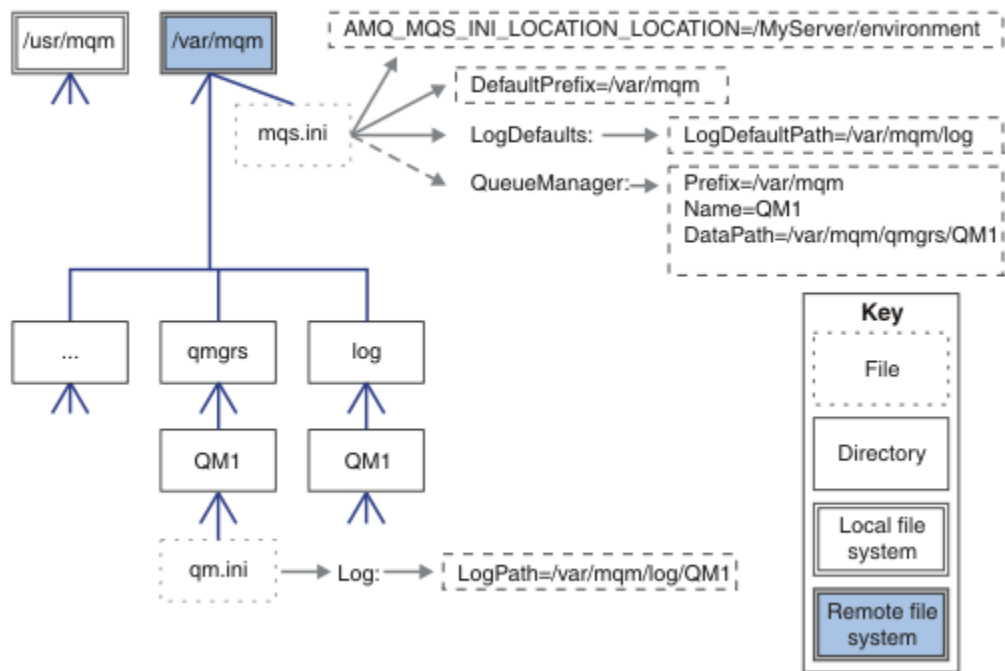 /usr/mqm
/var/mqm
AMQ_MQS_INI_LOCATION_LOCATION=/MyServer/environment
DefaultPrefix=/var/mqm
mqs.ini
LogDefaults:
LogDefaultPath=/var/mqm/log
QueueManager:
Prefix=/var/mqm
Name=QM1
DataPath=/var/mqm/qmgrs/QM1
...
qmgrs
log
QM1
QM1
qm.ini
Log:
LogPath=/var/mqm/log/QM1
Key
File
Directory
Local file
system
Remote file
system